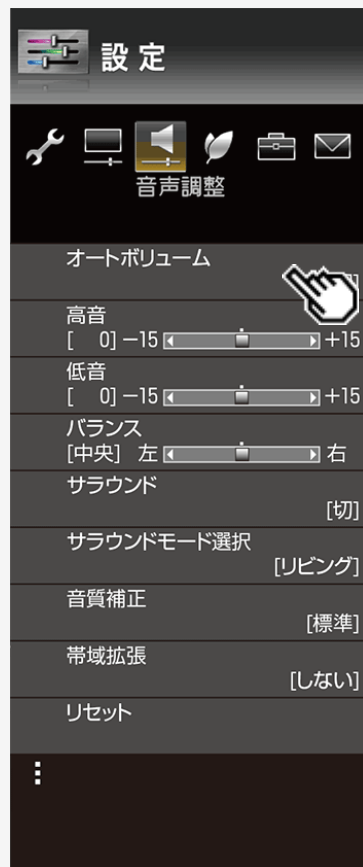 設定
音声調整
オートボリューム
高音
[ 0] −15 +15
低音
[ 0] −15 +15
バランス
[中央] 左 右
サラウンド
[切]
サラウンドモード選択
[リビング]
音質補正
[標準]
帯域拡張
[しない]
リセット